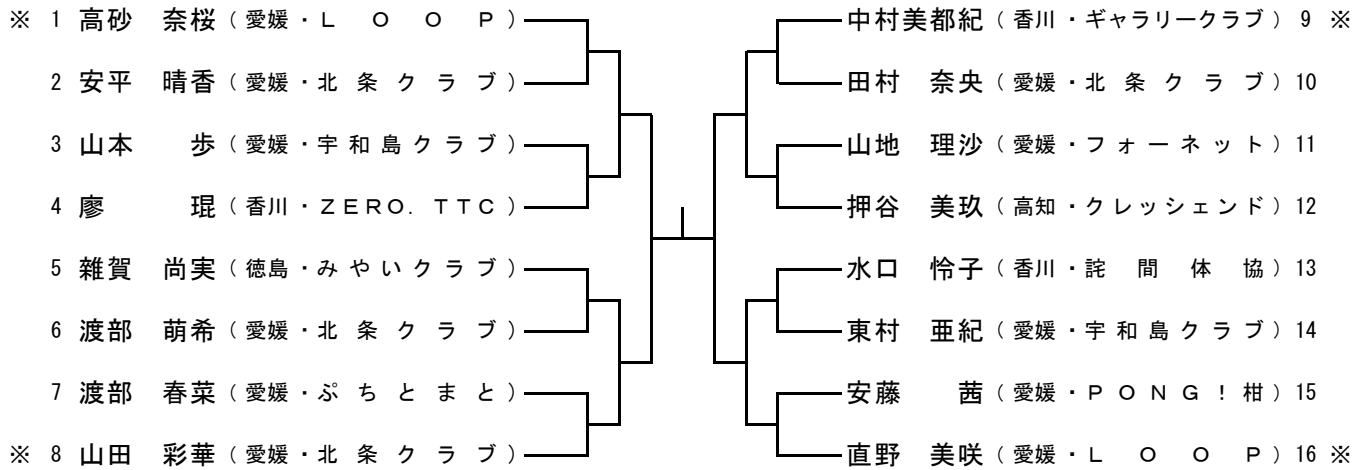 ※ 1 高砂 奈桜（愛媛・ＬＯＯＰ）
2 安平 晴香（愛媛・北条クラブ）
3 山本 歩（愛媛・宇和島クラブ）
4 廖 琨（香川・ＺＥＲＯ．ＴＴＣ）
5 雑賀 尚実（徳島・みやいクラブ）
6 渡部 萌希（愛媛・北条クラブ）
7 渡部 春菜（愛媛・ぷちとまと）
※ 8 山田 彩華（愛媛・北条クラブ）
中村美都紀（香川・ギャラリークラブ）9 ※
田村 奈央（愛媛・北条クラブ）10
山地 理沙（愛媛・フォーネット）11
押谷 美玖（高知・クレッシェンド）12
水口 怜子（香川・詫間体協）13
東村 亜紀（愛媛・宇和島クラブ）14
安藤 茜（愛媛・ＰＯＮＧ！柑）15
直野 美咲（愛媛・ＬＯＯＰ）16 ※